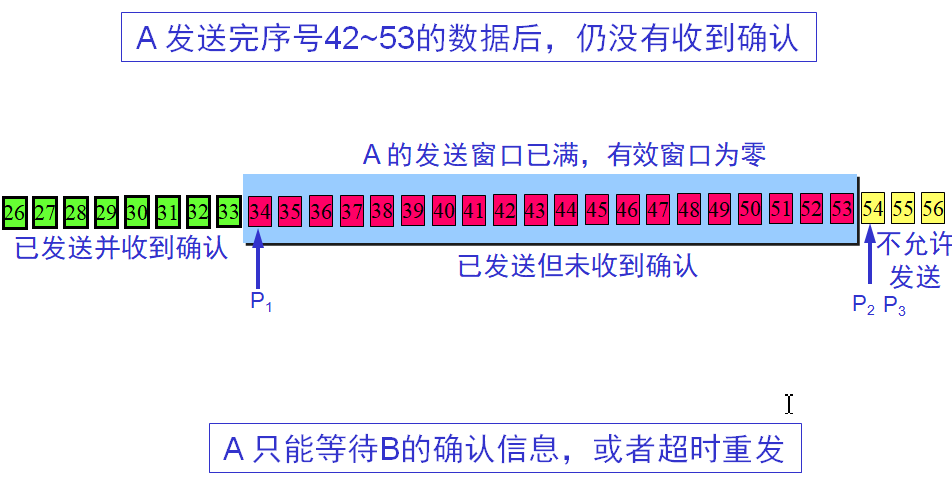 A 发送完序号42~53的数据后，仍没有收到确认
A 的发送窗口已满，有效窗口为零
26 27 28 29 30 31 32 33 34 35 36 37 38 39 40 41 42 43 44 45 46 47 48 49 50 51 52 53 54 55 56
已发送并收到确认
已发送但未收到确认
不允许
发送
P1
P2 P3
A 只能等待B的确认信息，或者超时重发